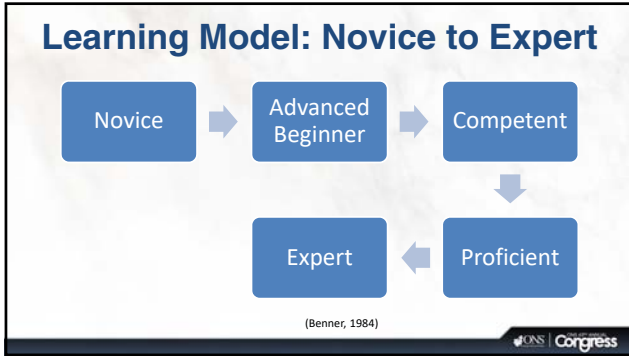 Learning Model: Novice to Expert
Novice
Advanced
Beginner
Competent
Proficient
Expert
(Benner, 1984)
ONS
Congress